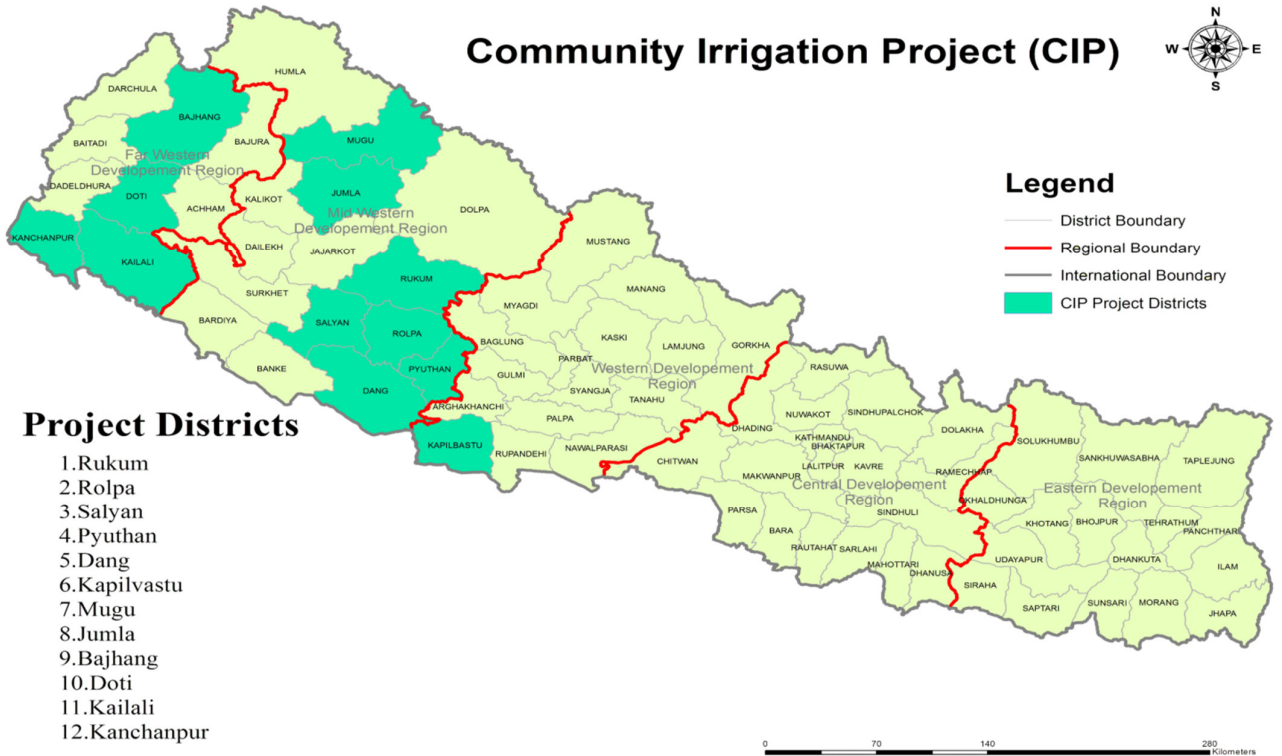 Community Irrigation Project (CIP)
N
W
E
S
HUMLA
DARCHULA
BAJHANG
BAITADI
BAJURA
MUGU
Far Western
Developement Region
DADELDHURA
DOTI
JUMLA
ACHHAM
KALIKOT
Mid Western
Developement Region
DOLPA
KANCHANPUR
KAILALI
DAILEKH
JAJARKOT
MUSTANG
RUKUM
SURKHET
MANANG
BARDIYA
SALYAN
ROLPA
MYAGDI
BAGLUNG
KASKI
LAMJUNG
GORKHA
BANKE
PYUTHAN
DANG
GULMI
PARBAT
Western Developement
Region
SYANGJA
TANAHU
RASUWA
ARGHAKHANCHI
PALPA
NUWAKOT
SINDHUPALCHOK
DHADING
DOLAKHA
KAPILBASTU
RUPANDEHI
NAWALPARASI
CHITWAN
KATHMANDU
BHAKTAPUR
LALITPUR
KAVRE
MAKWANPUR
Central Developement
Region
RAMECHHAP
SOLUKHUMBU
SANKHUWASABHA
TAPLEJUNG
Eastern Developement
Region
OKHALDHUNGA
PARSA
BARA
SINDHULI
KHOTANG
BHOJPUR
TEHRATHUM
PANCHTHAR
RAUTAHAT
SARLAHI
MAHOTTARI
DHANUSA
UDAYAPUR
DHANKUTA
ILAM
SIRAHA
SAPTARI
SUNSARI
MORANG
JHAPA
Legend
District Boundary
Regional Boundary
International Boundary
CIP Project Districts
Project Districts
1.Rukum
2.Rolpa
3.Salyan
4.Pyuthan
5.Dang
6.Kapilvastu
7.Mugu
8.Jumla
9.Bajhang
10.Doti
11.Kailali
12.Kanchanpur
0 70 140 280
Kilometers